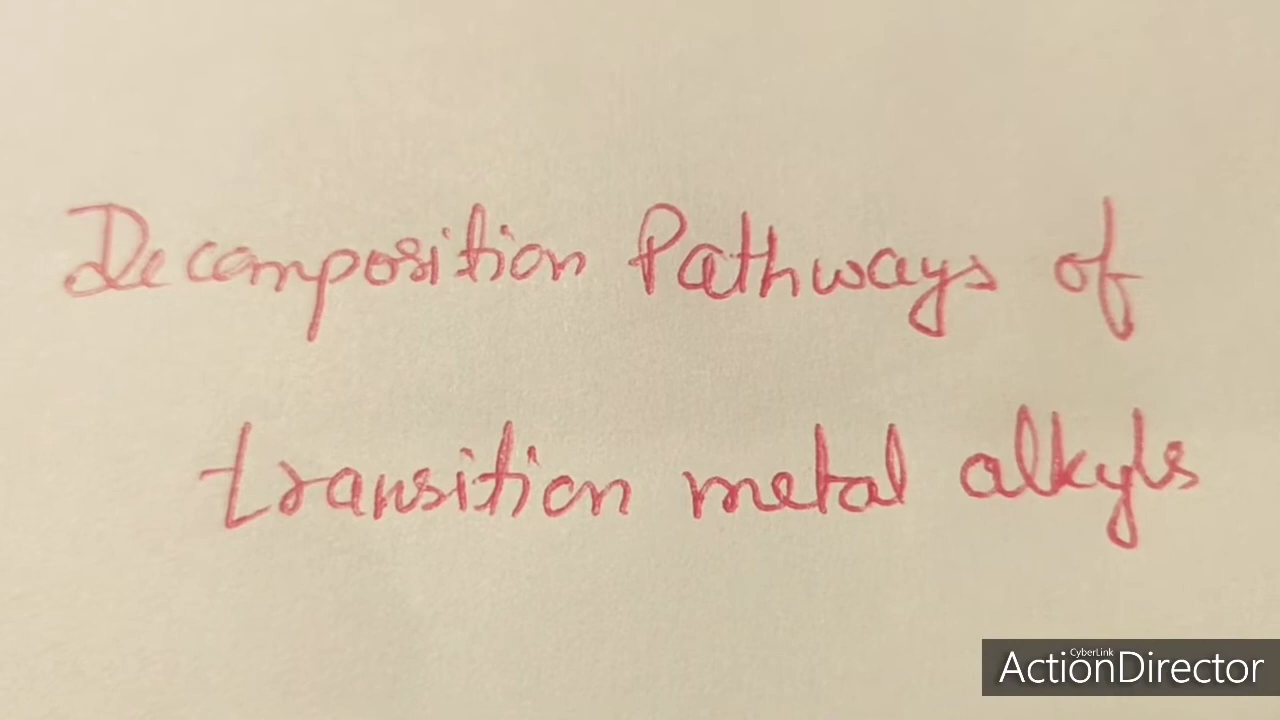 Decomposition Pathways of
transition metal alkyls
CyberLink
ActionDirector